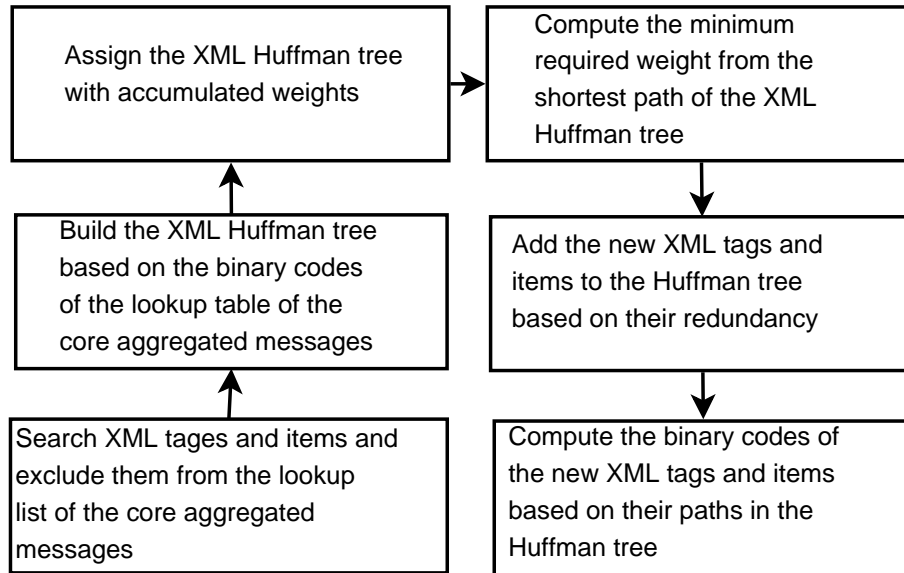 Assign the XML Huffman tree
with accumulated weights
Compute the minimum
required weight from the
shortest path of the XML
Huffman tree
Build the XML Huffman tree
based on the binary codes
of the lookup table of the
core aggregated messages
Add the new XML tags and
items to the Huffman tree
based on their redundancy
Search XML tages and items and
exclude them from the lookup
list of the core aggregated
messages
Compute the binary codes of
the new XML tags and items
based on their paths in the
Huffman tree